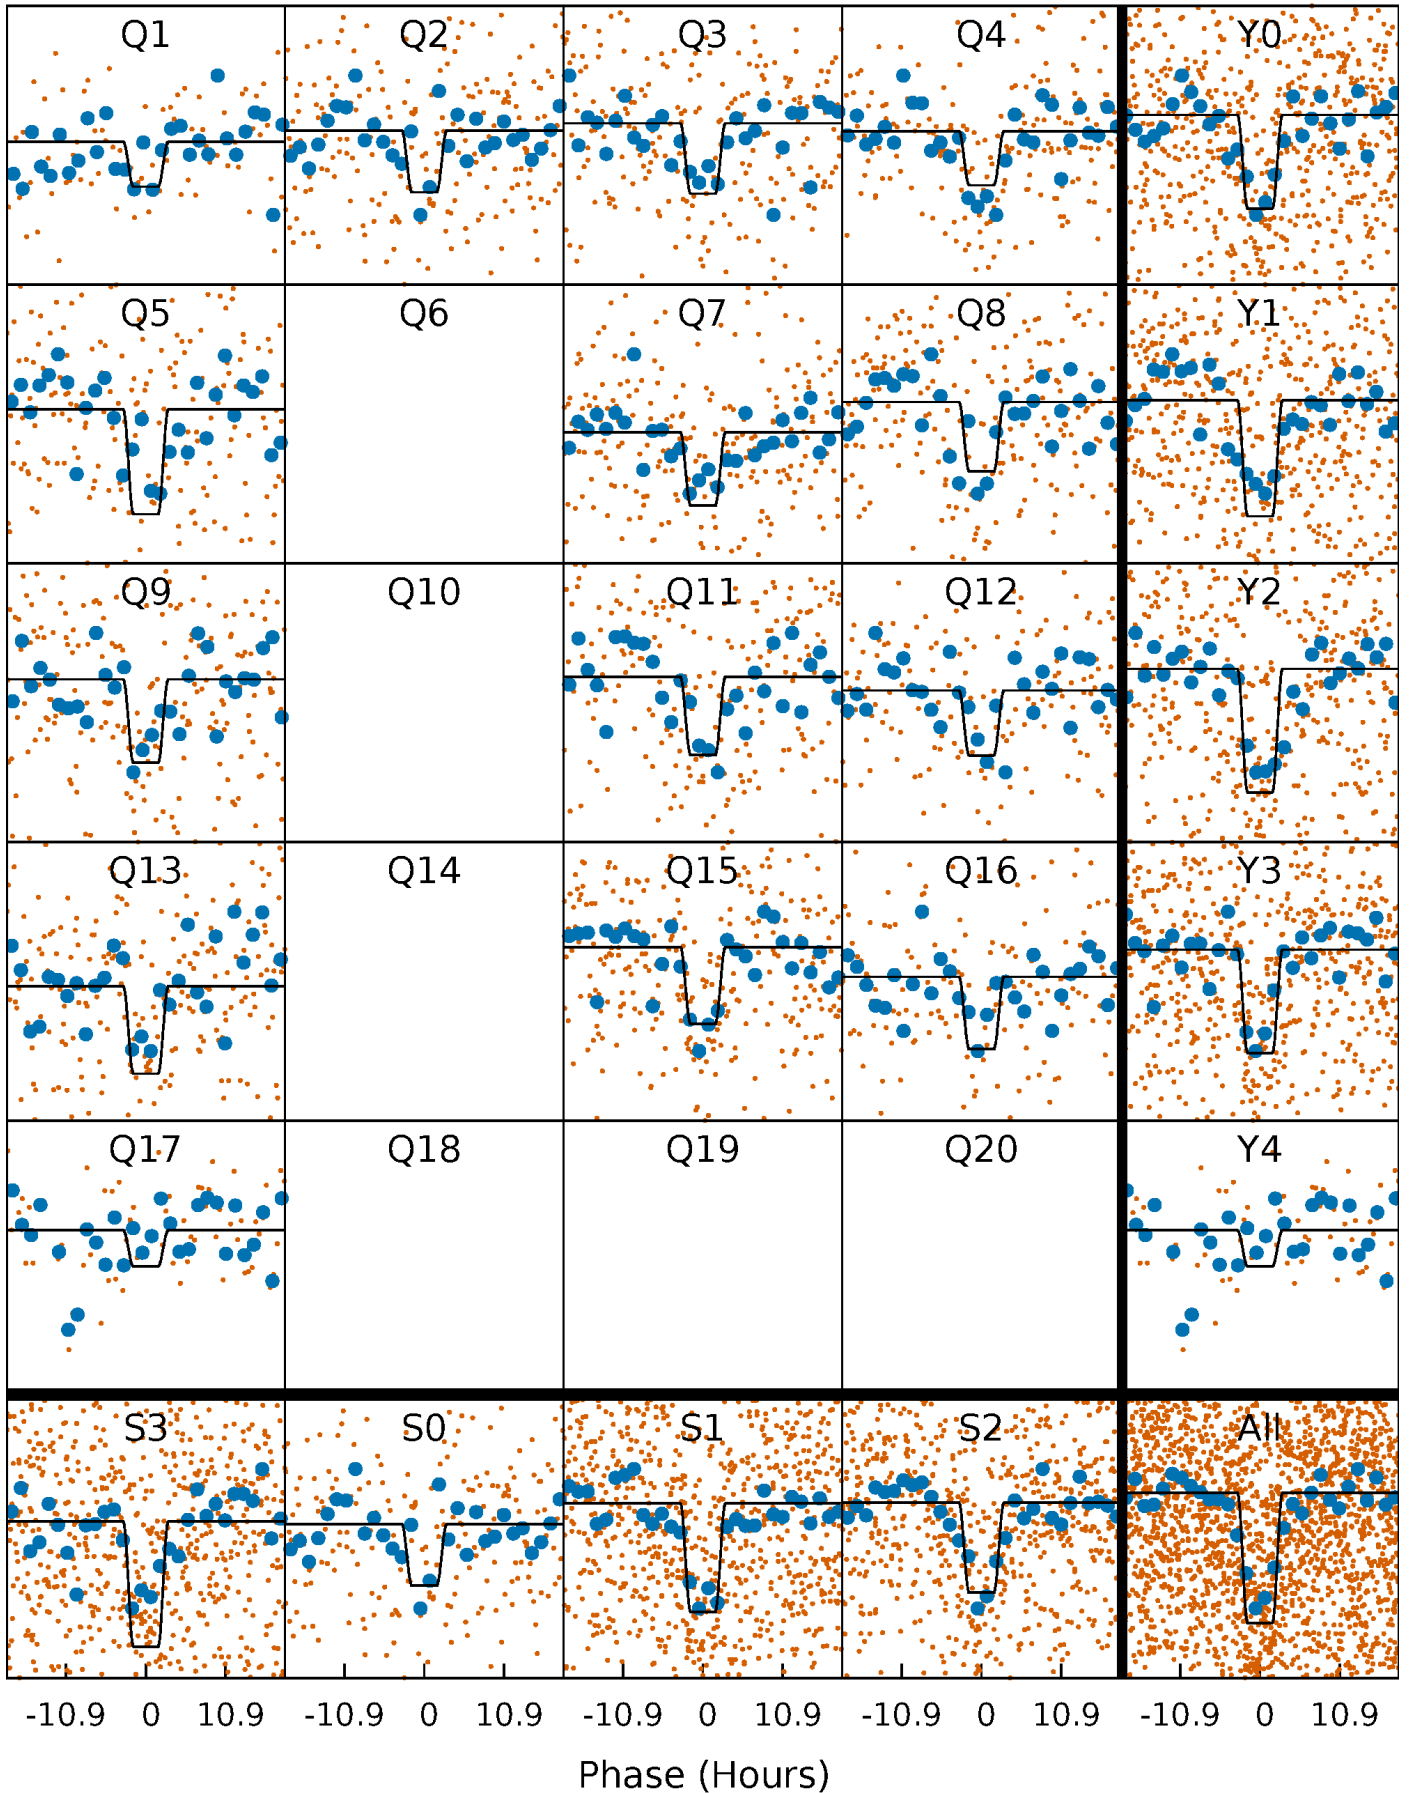 Q1 Q2 Q3 Q4 Y0
Q5 Q6 Q7 Q8 Y1
Q9 Q10 Q11 Q12 Y2
Q13 Q14 Q15 Q16 Y3
Q17 Q18 Q19 Q20 Y4
S3 S0 S1 S2 All
-10.9 0 10.9 -10.9 0 10.9 -10.9 0 10.9 -10.9 0 10.9 -10.9 0 10.9
Phase (Hours)